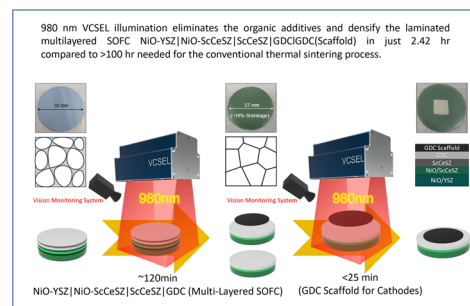 980 nm VCSEL illumination eliminates the organic additives and densify the laminated
multilayered SOFC NiO-YSZ|NiO-ScCeSZ|ScCeSZ|GDC|GDC(Scaffold) in just 2.42 hr
compared to >100 hr needed for the conventional thermal sintering process.
33 mm
27 mm
(~10% Shrinkage)
VCSEL
VCSEL
GDC Scaffold
GDC
ScCeSZ
NiO/ScCeSZ
NiO/YSZ
980nm
980nm
Vision Monitoring System
Vision Monitoring System
~120min
<25 min
NiO-YSZ|NiO-ScCeSZ|ScCeSZ|GDC (Multi-Layered SOFC)
(GDC Scaffold for Cathodes)